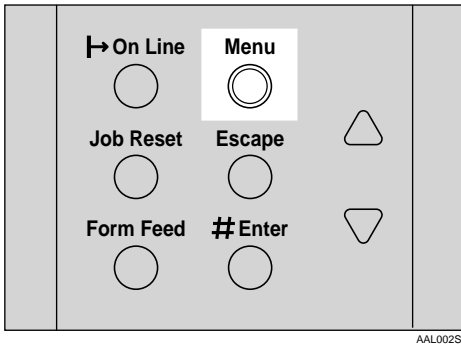 On Line Menu
Job Reset Escape
Form Feed # Enter
AAL002S